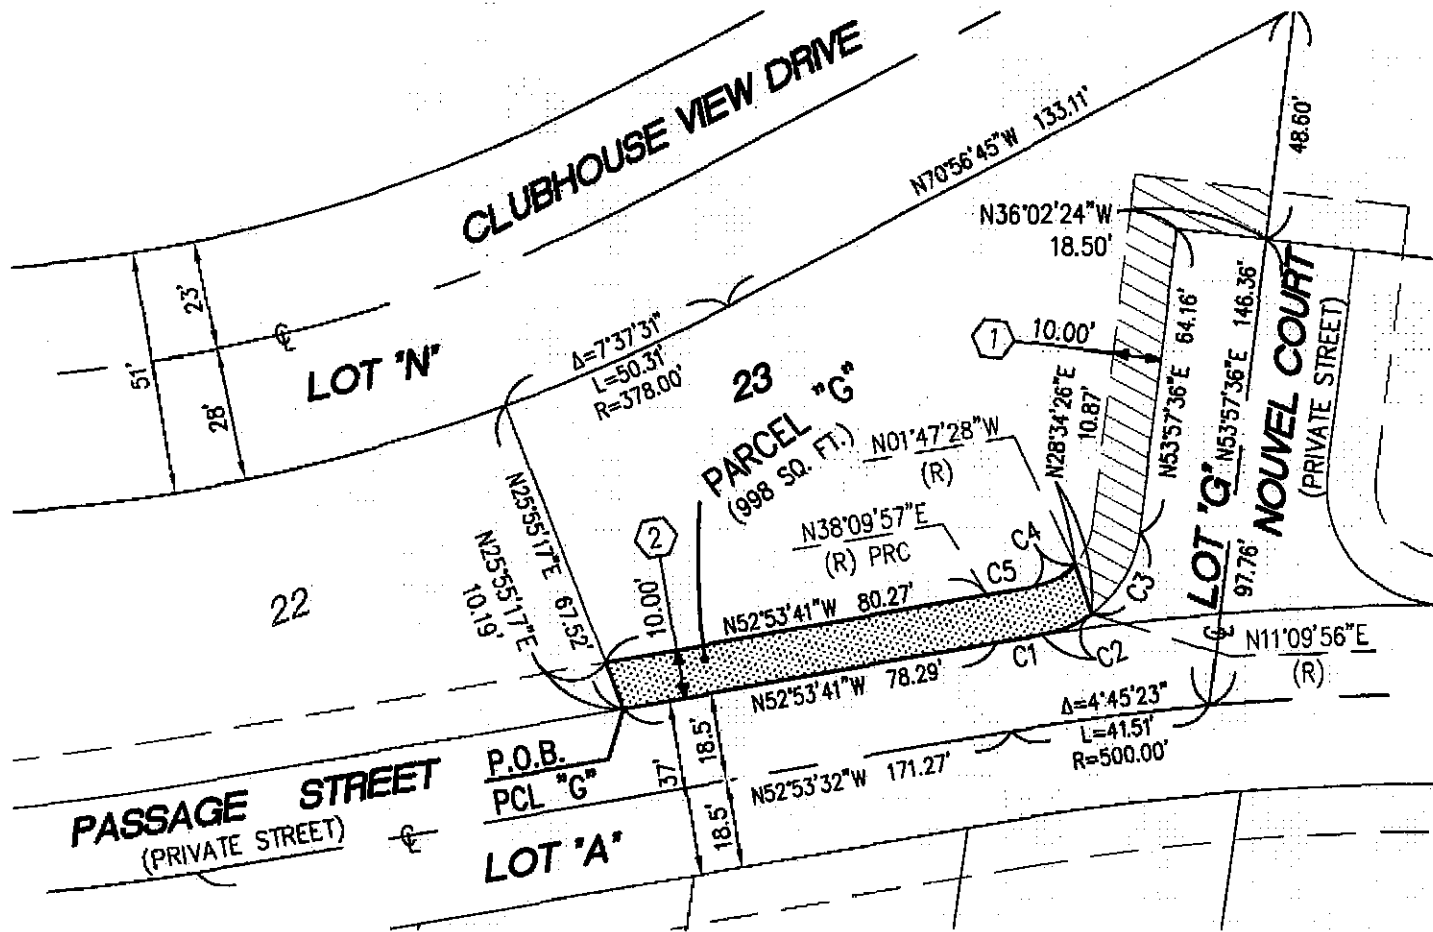 CLUBHOUSE VIEW DRIVE
N70°56'45"W 133.11'
48.60'
N36°02'24"W
18.50'
23'
51'
28'
℄
LOT "N"
Δ=7°37'31"
L=50.31'
R=378.00'
23
PARCEL "G"
(998 SQ. FT.)
1
10.00'
N28°34'26"E
10.87'
N53°57'36"E 64.16'
N53°57'36"E 146.36'
LOT "G"
97.76'
NOUVEL COURT
(PRIVATE STREET)
℄
N01°47'28"W
(R)
N38°09'57"E
(R) PRC
C4
C5
C3
N25°55'17"E 67.52'
N25°55'17"E
10.19'
2
10.00'
22
N52°53'41"W 80.27'
N52°53'41"W 78.29'
C1
C2
N11°09'56"E
(R)
Δ=4°45'23"
L=41.51'
R=500.00'
N52°53'32"W 171.27'
P.O.B.
PCL "G"
37'
18.5'
18.5'
PASSAGE STREET
(PRIVATE STREET)
℄
LOT "A"